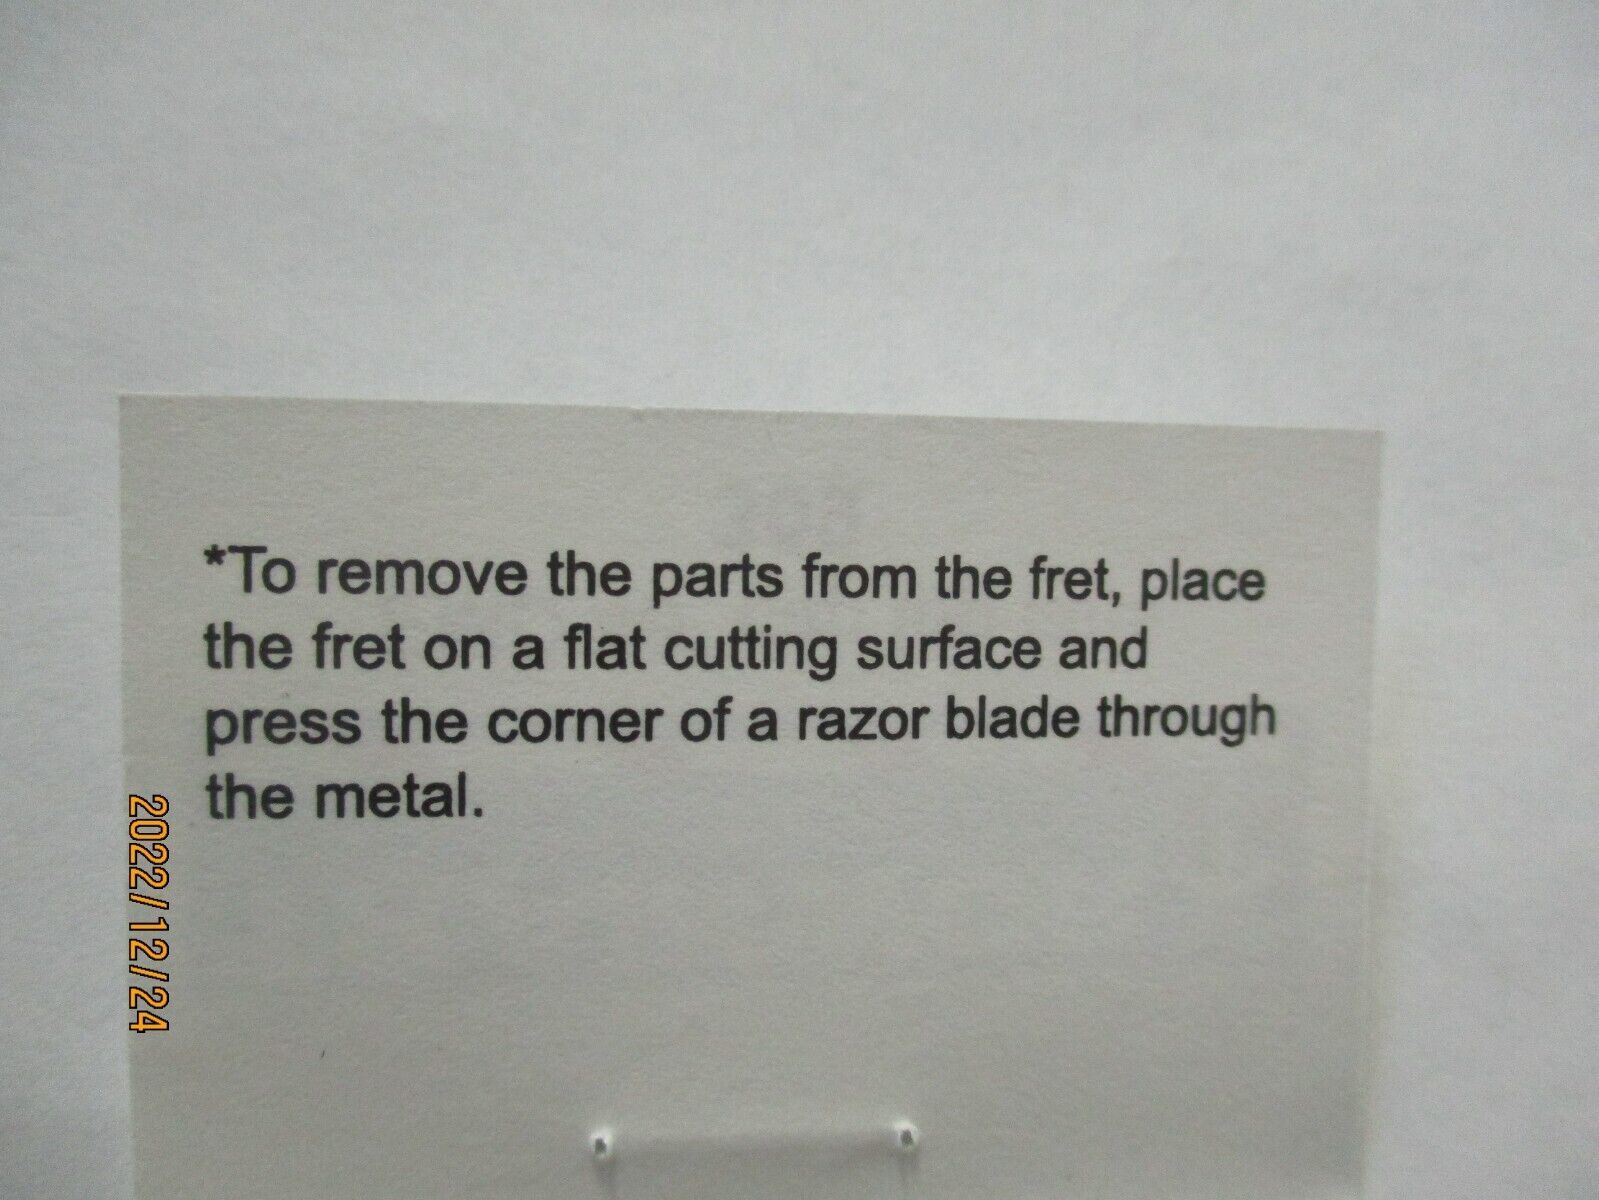 *To remove the parts from the fret, place
the fret on a flat cutting surface and
press the corner of a razor blade through
the metal.
2022/12/24